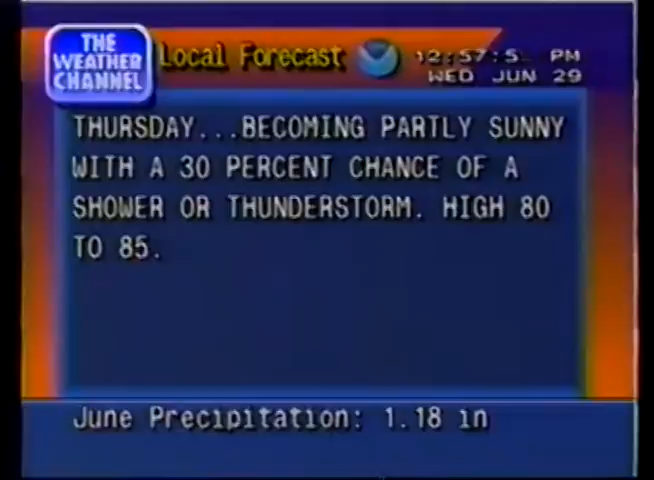 THE
WEATHER
CHANNEL
Local Forecast
PM
WED JUN 29
THURSDAY...BECOMING PARTLY SUNNY
WITH A 30 PERCENT CHANCE OF A
SHOWER OR THUNDERSTORM. HIGH 80
TO 85.
June Precipitation: 1.18 in